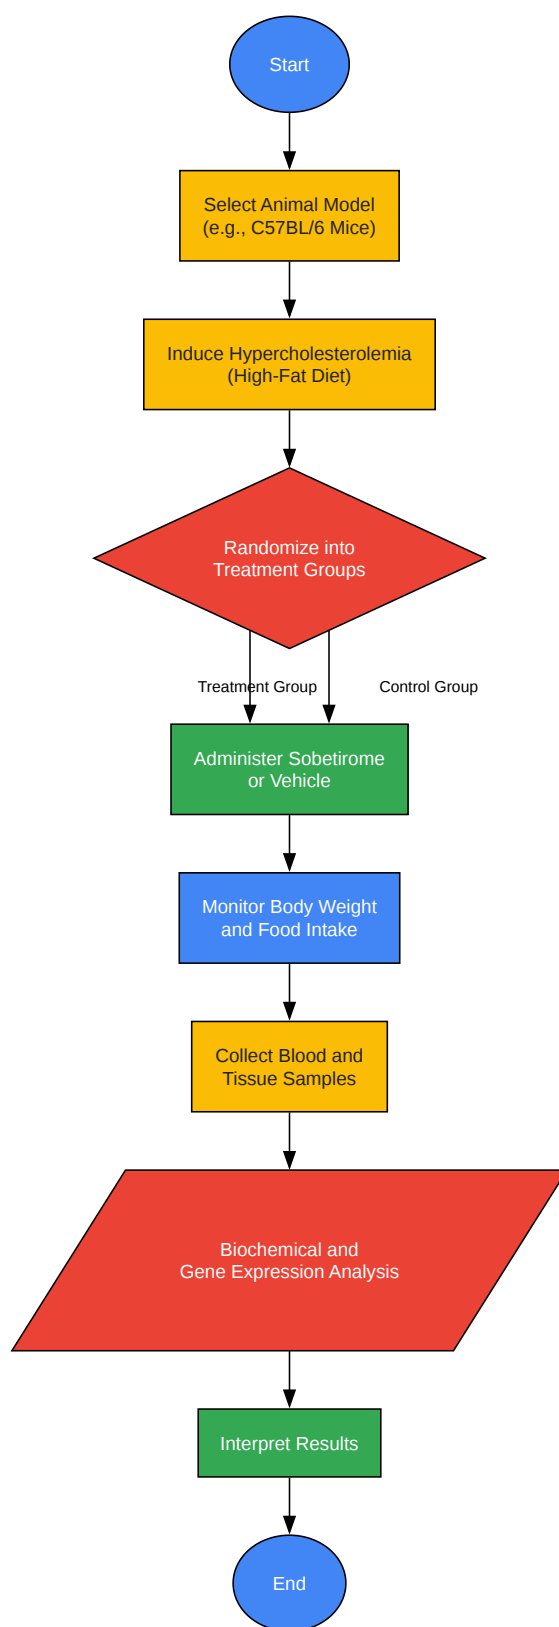 Start
Select Animal Model
(e.g., C57BL/6 Mice)
Induce Hypercholesterolemia
(High-Fat Diet)
Randomize into
Treatment Groups
Treatment Group
Control Group
Administer Sobetirome
or Vehicle
Monitor Body Weight
and Food Intake
Collect Blood and
Tissue Samples
Biochemical and
Gene Expression Analysis
Interpret Results
End